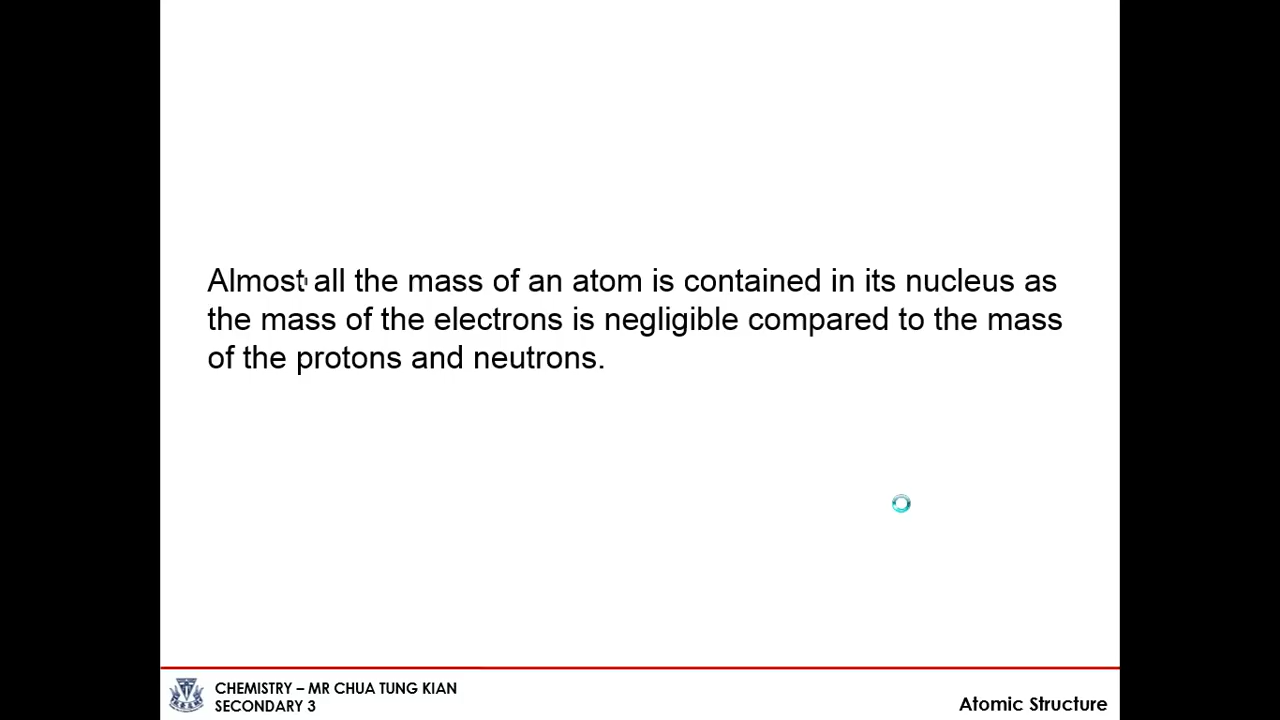 Almost all the mass of an atom is contained in its nucleus as
the mass of the electrons is negligible compared to the mass
of the protons and neutrons.
CHEMISTRY – MR CHUA TUNG KIAN
SECONDARY 3
Atomic Structure